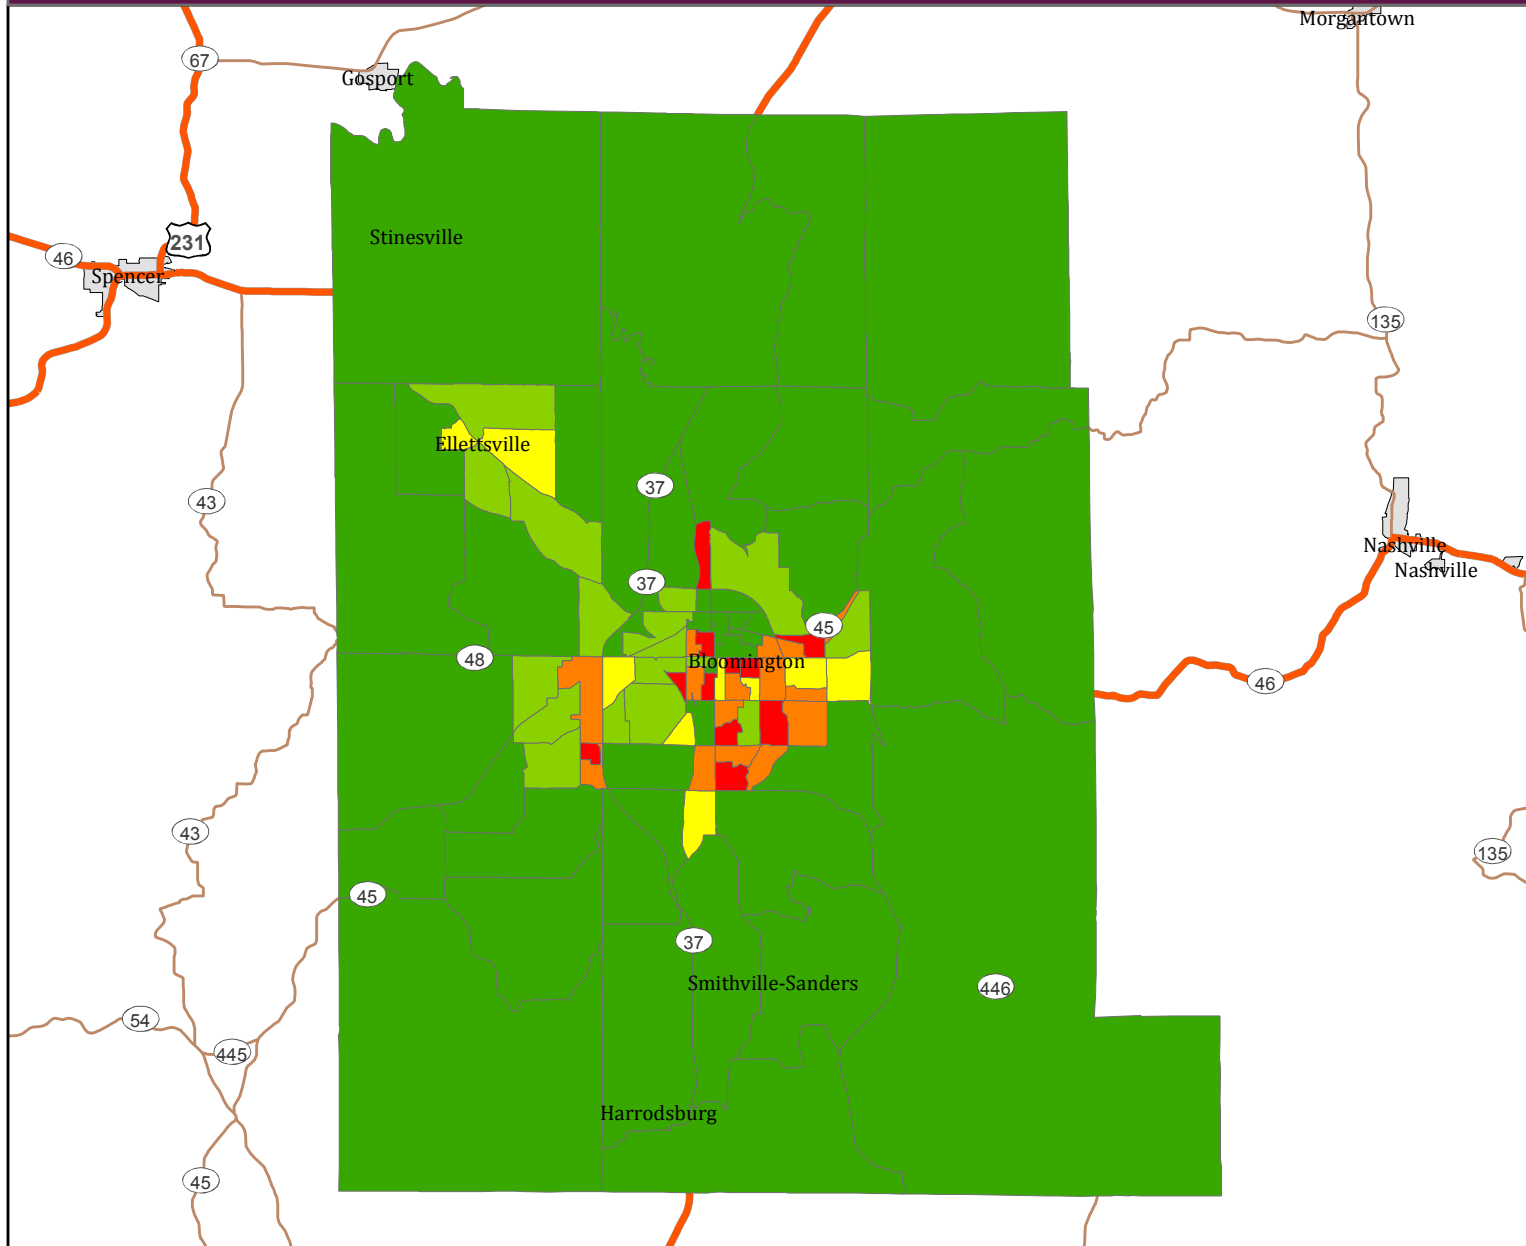 Morgantown
67
Gosport
Stinesville
231
46
Spencer
135
Ellettsville
37
43
Nashville
Nashville
37
45
48
Bloomington
46
43
135
45
37
Smithville-Sanders
446
54
445
Harrodsburg
45